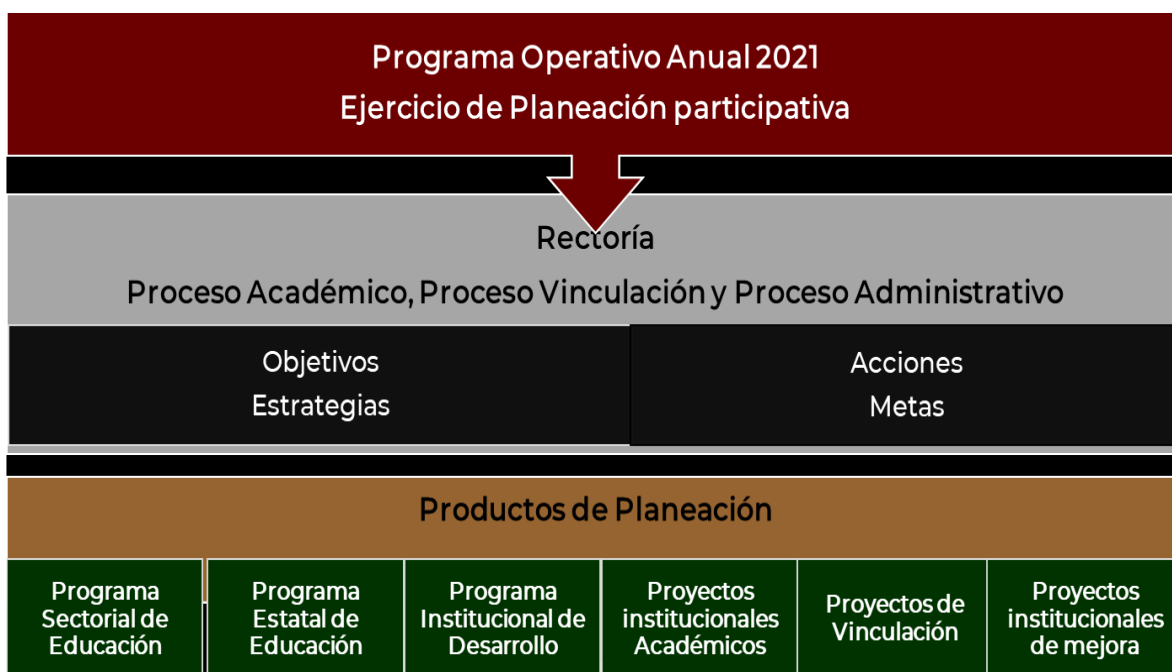 Programa Operativo Anual 2021
Ejercicio de Planeación participativa
Rectoría
Proceso Académico, Proceso Vinculación y Proceso Administrativo
Objetivos
Estrategias
Acciones
Metas
Productos de Planeación
Programa
Sectorial de
Educación
Programa
Estatal de
Educación
Programa
Institucional de
Desarrollo
Proyectos
institucionales
Académicos
Proyectos de
Vinculación
Proyectos
institucionales
de mejora